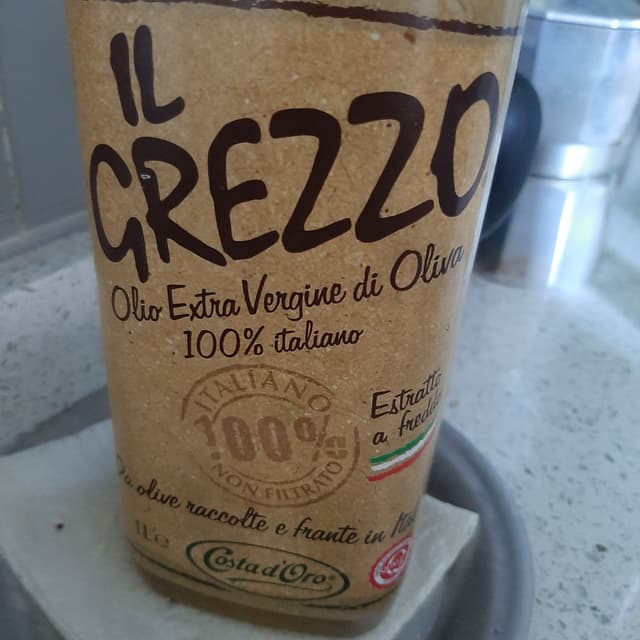 IL
GREZZO
Olio Extra Vergine di Oliva
100% italiano
ITALIANO
100%
NON FILTRATO
Estratto
a freddo
Da olive raccolte e frante in
1L e
Costa d'Oro®